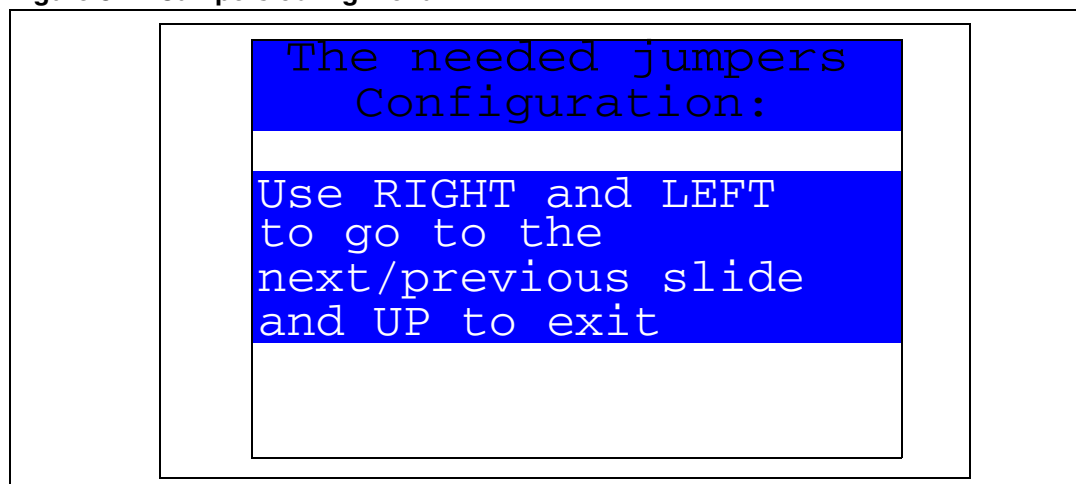 The needed jumpers
Configuration:
Use RIGHT and LEFT
to go to the
next/previous slide
and UP to exit